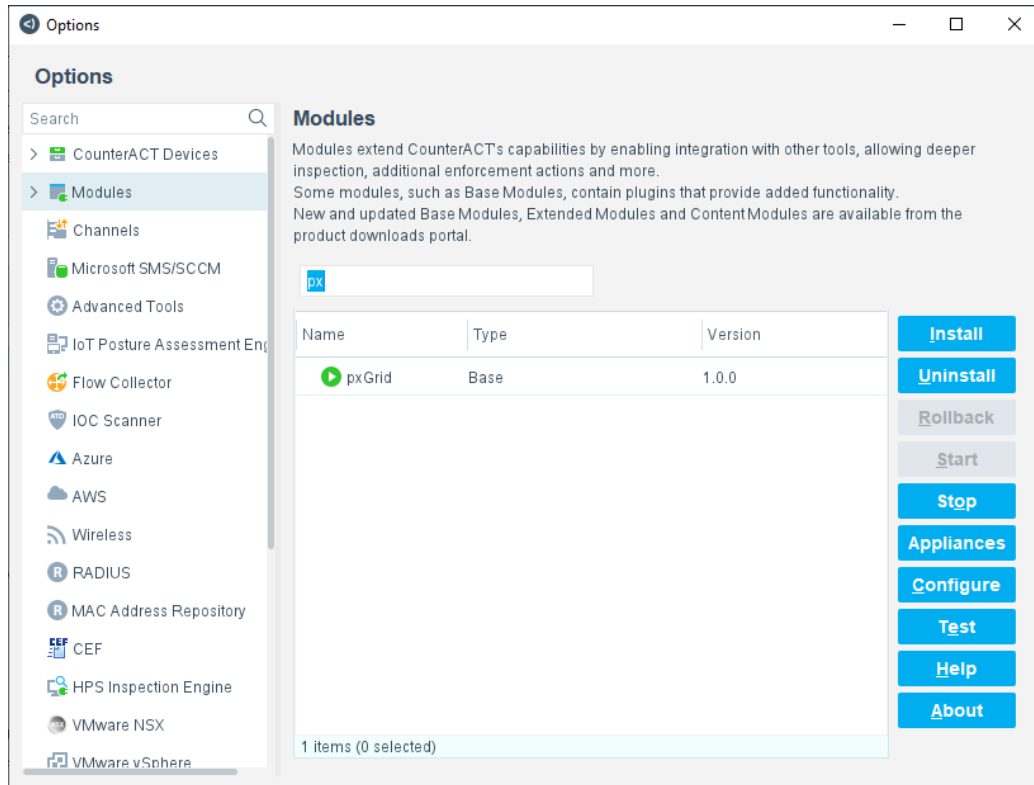 Options
Options
Search
CounterACT Devices
Modules
Channels
Microsoft SMS/SCCM
Advanced Tools
IoT Posture Assessment Eng
Flow Collector
ATD
IOC Scanner
Azure
AWS
Wireless
R RADIUS
R MAC Address Repository
CEF CEF
HPS Inspection Engine
NSX VMware NSX
VMware vSphere
Modules
Modules extend CounterACT's capabilities by enabling integration with other tools, allowing deeper
inspection, additional enforcement actions and more.
Some modules, such as Base Modules, contain plugins that provide added functionality.
New and updated Base Modules, Extended Modules and Content Modules are available from the
product downloads portal.
px
Name Type Version
pxGrid Base 1.0.0
1 items (0 selected)
Install
Uninstall
Rollback
Start
Stop
Appliances
Configure
Test
Help
About